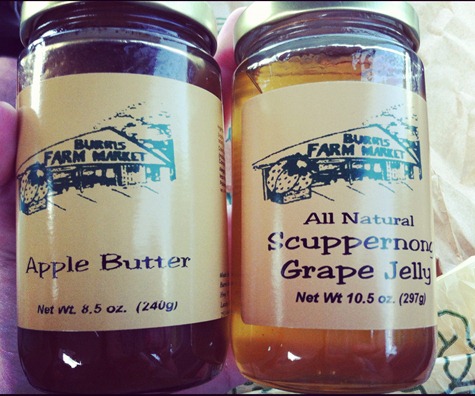 BURRIS
FARM MARKET
Apple Butter
Net Wt. 8.5 oz. (240g)
BURRIS
FARM MARKET
All Natural
Scuppernong
Grape Jelly
Net Wt 10.5 oz. (297g)